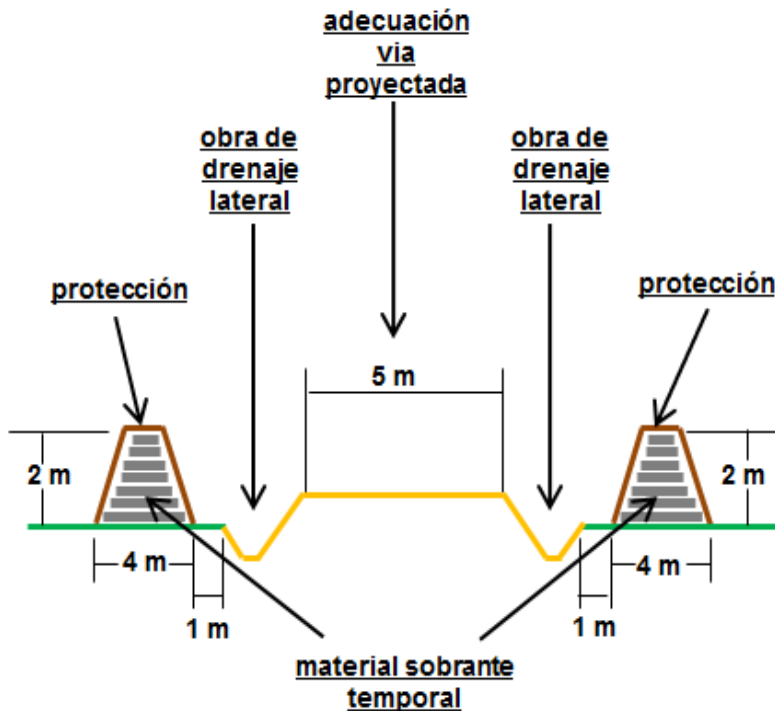 adecuación
via
proyectada
obra de
drenaje
lateral
obra de
drenaje
lateral
protección
protección
5 m
2 m
2 m
4 m
4 m
1 m
1 m
material sobrante
temporal